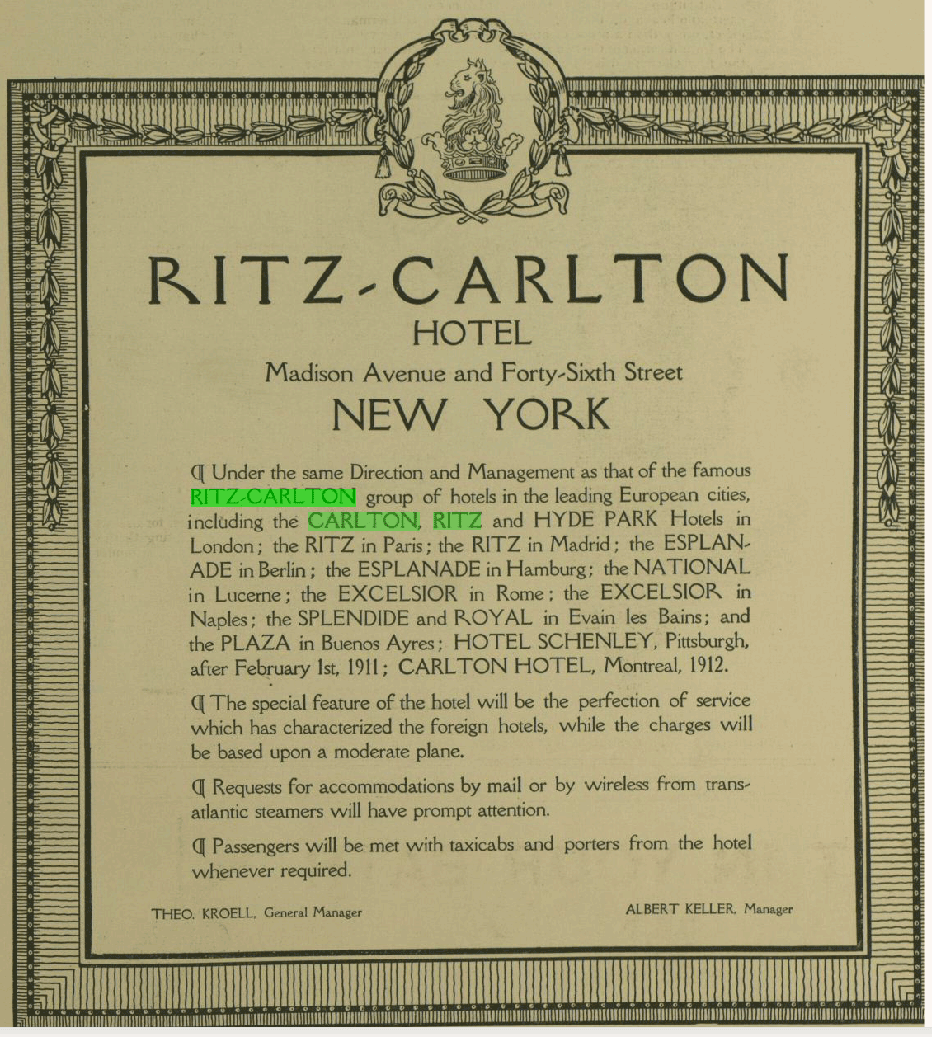 RITZ-CARLTON
HOTEL
Madison Avenue and Forty-Sixth Street
NEW YORK
¶ Under the same Direction and Management as that of the famous
RITZ-CARLTON group of hotels in the leading European cities,
including the CARLTON, RITZ and HYDE PARK Hotels in
London; the RITZ in Paris; the RITZ in Madrid; the ESPLAN-
ADE in Berlin; the ESPLANADE in Hamburg; the NATIONAL
in Lucerne; the EXCELSIOR in Rome; the EXCELSIOR in
Naples; the SPLENDIDE and ROYAL in Evain les Bains; and
the PLAZA in Buenos Ayres; HOTEL SCHENLEY, Pittsburgh,
after February 1st, 1911; CARLTON HOTEL, Montreal, 1912.
¶ The special feature of the hotel will be the perfection of service
which has characterized the foreign hotels, while the charges will
be based upon a moderate plane.
¶ Requests for accommodations by mail or by wireless from trans-
atlantic steamers will have prompt attention.
¶ Passengers will be met with taxicabs and porters from the hotel
whenever required.
THEO. KROELL, General Manager
ALBERT KELLER, Manager